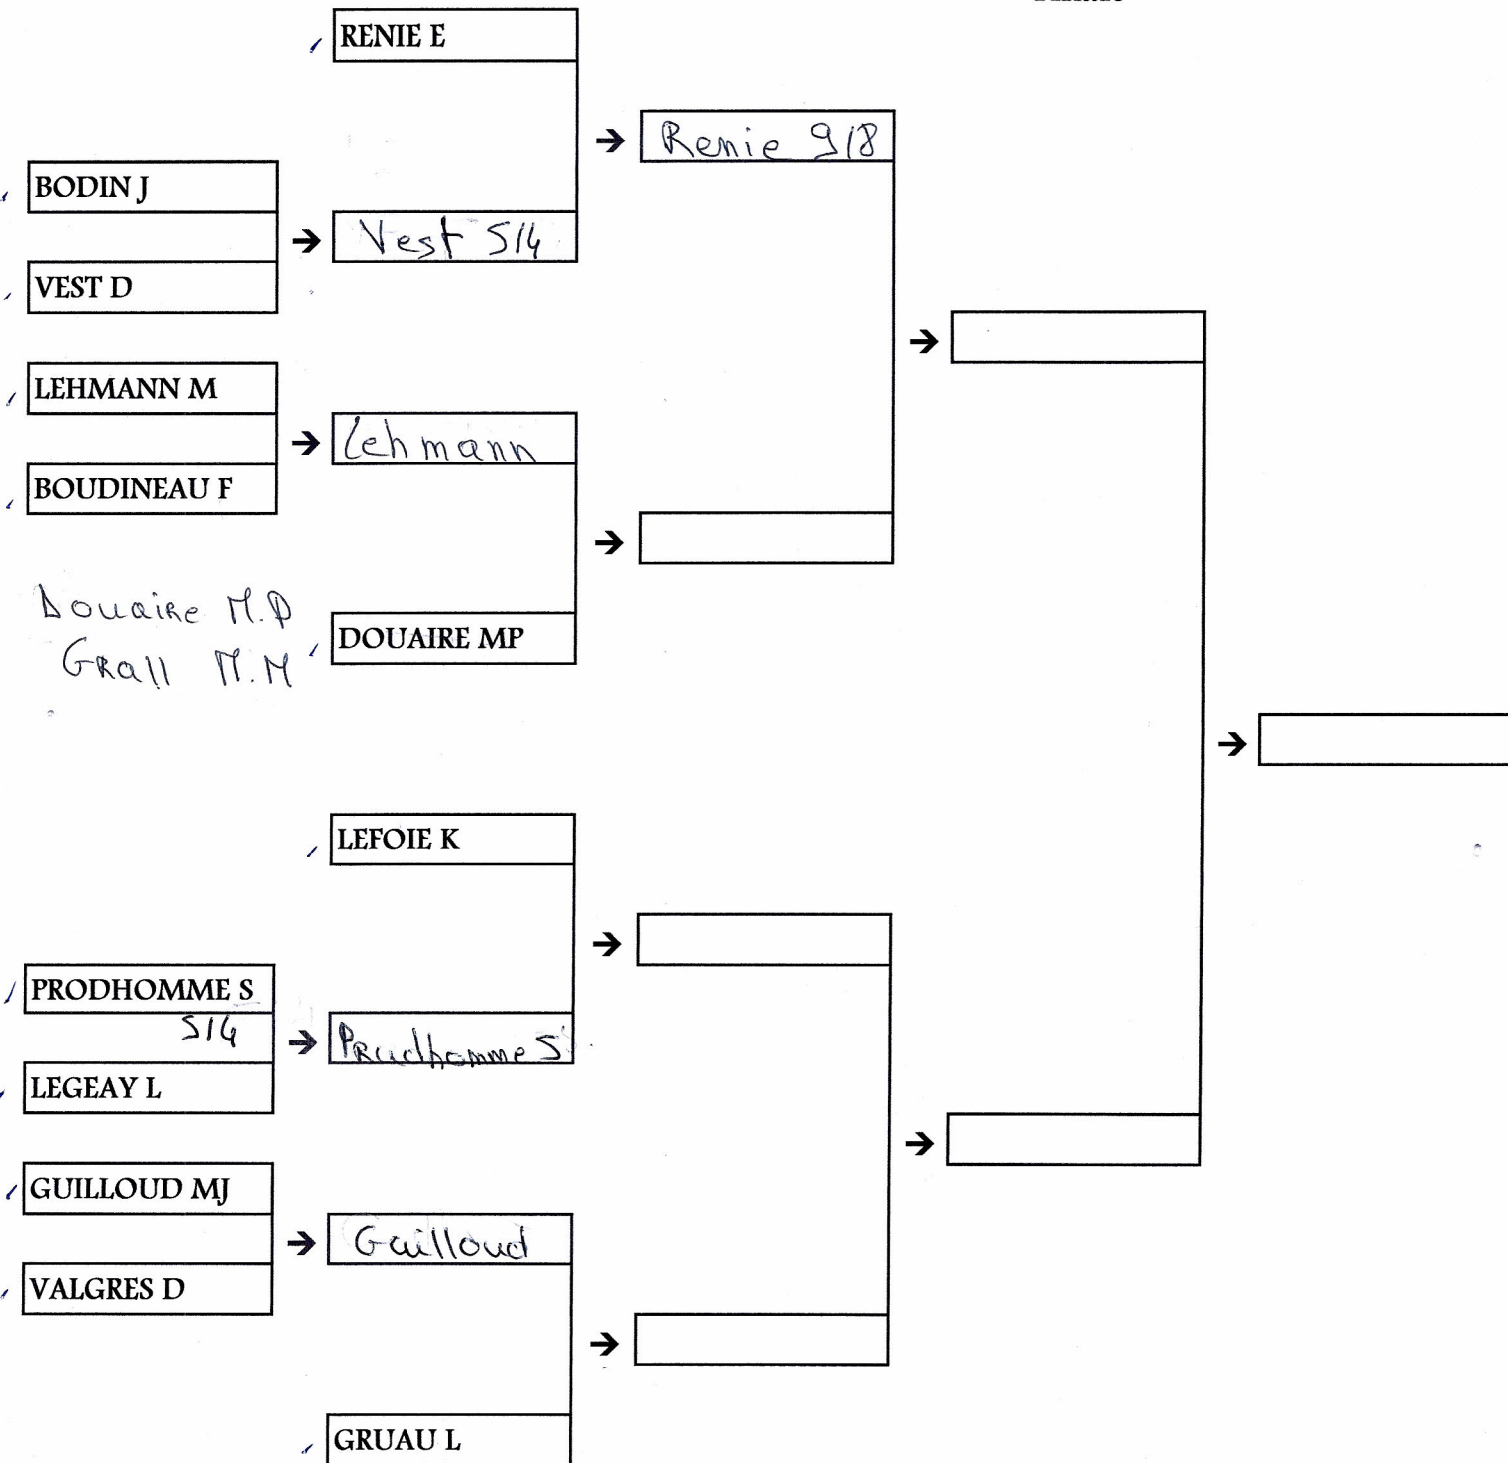 RENIE E
Renie 9/8
BODIN J
Vest 5/4
VEST D
LEHMANN M
Lehmann
BOUDINEAU F
Douaire M.P
Grall M.M
DOUAIRE MP
LEFOIE K
PRODHOMME S
5/4
Prudhomme S
LEGEAY L
GUILLOUD MJ
Guilloud
VALGRES D
GRUAU L